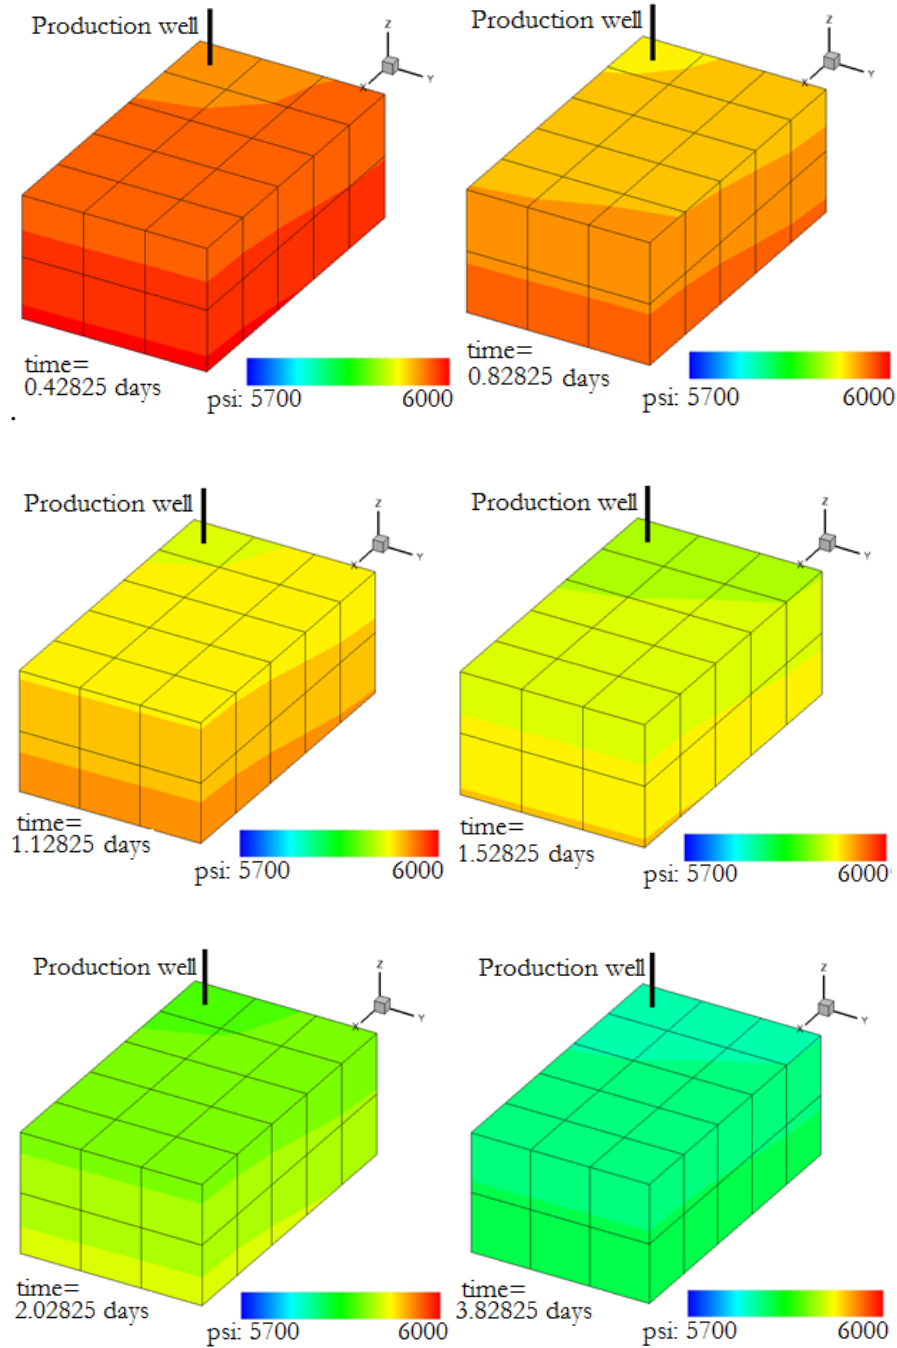 Production well
Z
Y
X
time=
0.42825 days
psi: 5700 6000
Production well
Z
Y
X
time=
0.82825 days
psi: 5700 6000
.
Production well
Z
Y
X
time=
1.12825 days
psi: 5700 6000
Production well
Z
Y
X
time=
1.52825 days
psi: 5700 6000
Production well
Z
Y
X
time=
2.02825 days
psi: 5700 6000
Production well
Z
Y
X
time=
3.82825 days
psi: 5700 6000